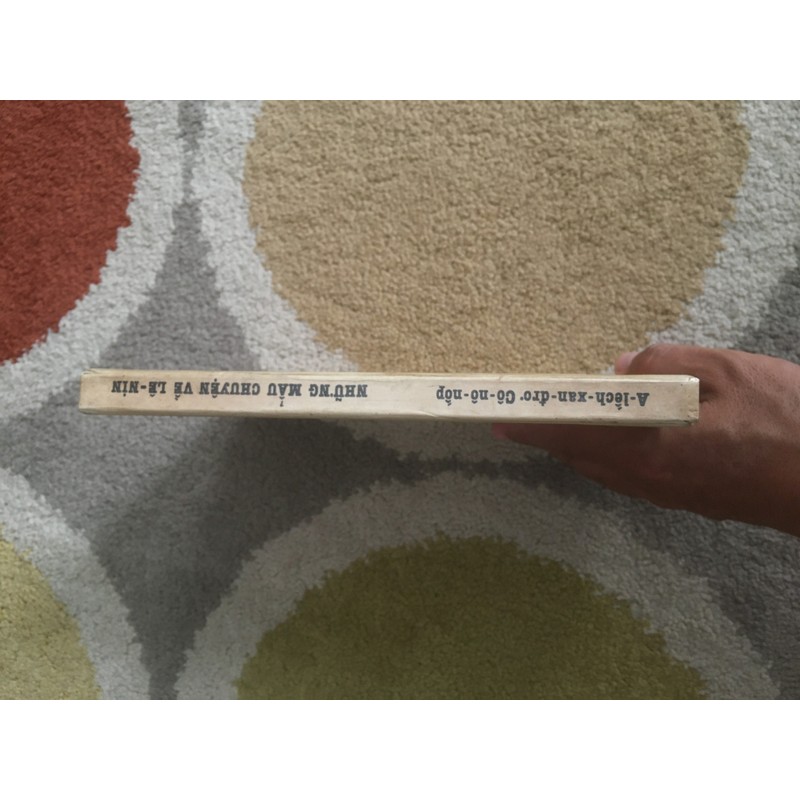 A-lếch-xan-đrơ Cô-nô-nốp NHỮNG MẨU CHUYỆN VỀ LÊ-NIN